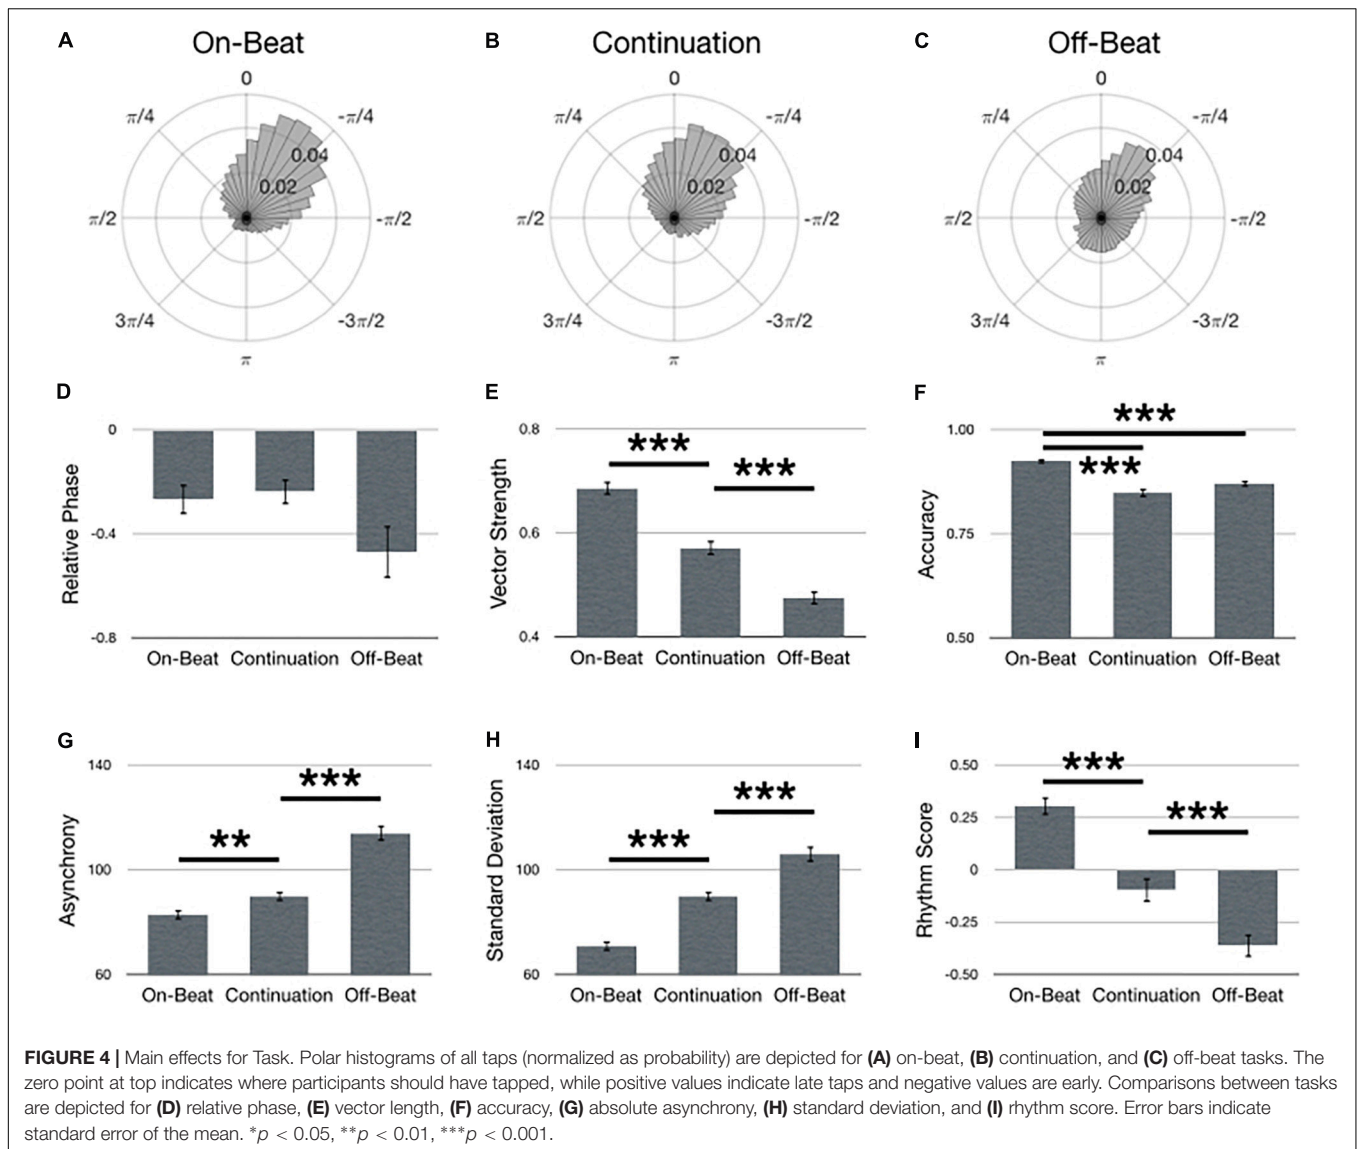 A
On-Beat
B
Continuation
C
Off-Beat
0
π/4
-π/4
0.04
0.02
π/2
-π/2
3π/4
-3π/2
π
0
π/4
-π/4
0.04
0.02
π/2
-π/2
3π/4
-3π/2
π
0
π/4
-π/4
0.04
0.02
π/2
-π/2
3π/4
-3π/2
π
D
Relative Phase
0
-0.4
-0.8
On-Beat Continuation Off-Beat
E
Vector Strength
0.8
0.6
0.4
***
***
On-Beat Continuation Off-Beat
F
Accuracy
1.00
0.75
0.50
***
***
On-Beat Continuation Off-Beat
G
Asynchrony
140
100
60
**
***
On-Beat Continuation Off-Beat
H
Standard Deviation
140
100
60
***
***
On-Beat Continuation Off-Beat
I
Rhythm Score
0.50
0.25
0
-0.25
-0.50
***
***
On-Beat Continuation Off-Beat
FIGURE 4 | Main effects for Task. Polar histograms of all taps (normalized as probability) are depicted for (A) on-beat, (B) continuation, and (C) off-beat tasks. The
zero point at top indicates where participants should have tapped, while positive values indicate late taps and negative values are early. Comparisons between tasks
are depicted for (D) relative phase, (E) vector length, (F) accuracy, (G) absolute asynchrony, (H) standard deviation, and (I) rhythm score. Error bars indicate
standard error of the mean. *p < 0.05, **p < 0.01, ***p < 0.001.